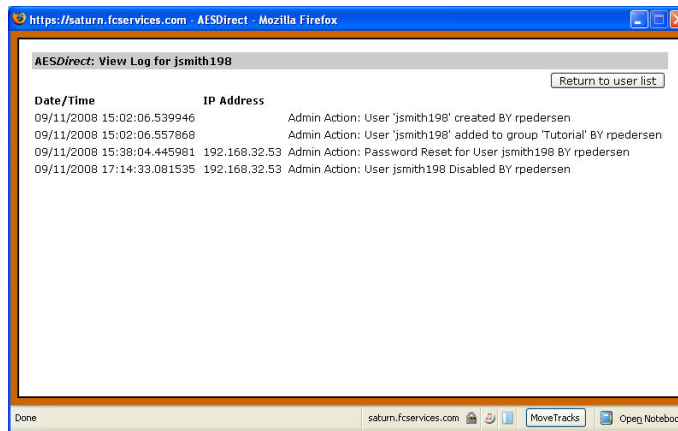 https://saturn.fcservices.com - AESDirect - Mozilla Firefox
AESDirect: View Log for jsmith198
Return to user list
Date/Time IP Address
09/11/2008 15:02:06.539946 Admin Action: User 'jsmith198' created BY rpedersen
09/11/2008 15:02:06.557868 Admin Action: User 'jsmith198' added to group 'Tutorial' BY rpedersen
09/11/2008 15:38:04.445981 192.168.32.53 Admin Action: Password Reset for User jsmith198 BY rpedersen
09/11/2008 17:14:33.081535 192.168.32.53 Admin Action: User jsmith198 Disabled BY rpedersen
Done saturn.fcservices.com MoveTracks Open Noteboo